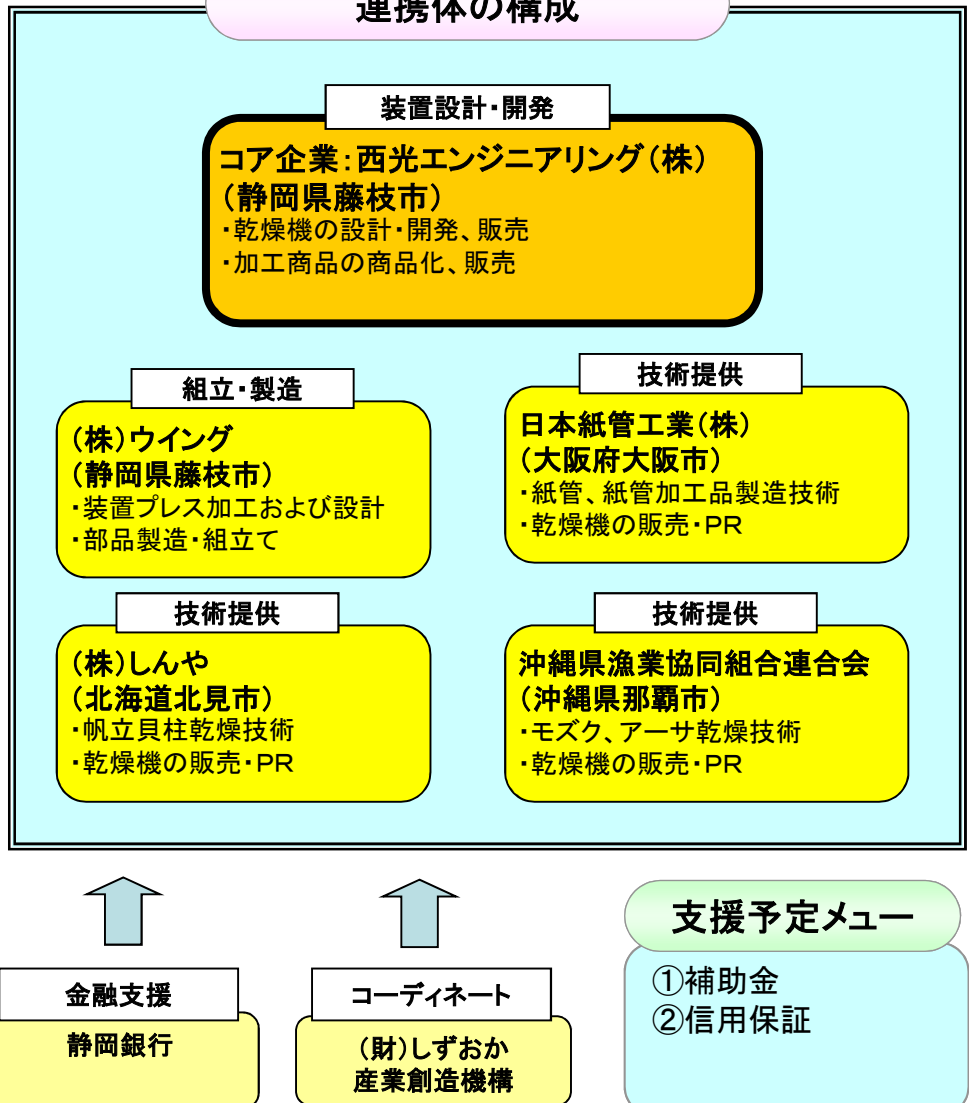 連携体の構成
装置設計・開発
コア企業：西光エンジニアリング（株）
（静岡県藤枝市）
・乾燥機の設計・開発、販売
・加工商品の商品化、販売
組立・製造
（株）ウイング
（静岡県藤枝市）
・装置プレス加工および設計
・部品製造・組立て
技術提供
日本紙管工業（株）
（大阪府大阪市）
・紙管、紙管加工品製造技術
・乾燥機の販売・PR
技術提供
（株）しんや
（北海道北見市）
・帆立貝柱乾燥技術
・乾燥機の販売・PR
技術提供
沖縄県漁業協同組合連合会
（沖縄県那覇市）
・モズク、アーサ乾燥技術
・乾燥機の販売・PR
金融支援
静岡銀行
コーディネート
（財）しずおか
産業創造機構
支援予定メュー
①補助金
②信用保証